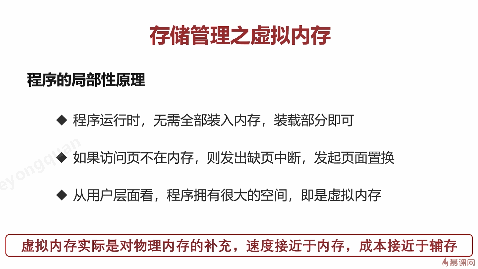 存储管理之虚拟内存
程序的局部性原理
◆ 程序运行时，无需全部装入内存，装载部分即可
◆ 如果访问页不在内存，则发出缺页中断，发起页面置换
◆ 从用户层面看，程序拥有很大的空间，即是虚拟内存
虚拟内存实际是对物理内存的补充，速度接近于内存，成本接近于辅存